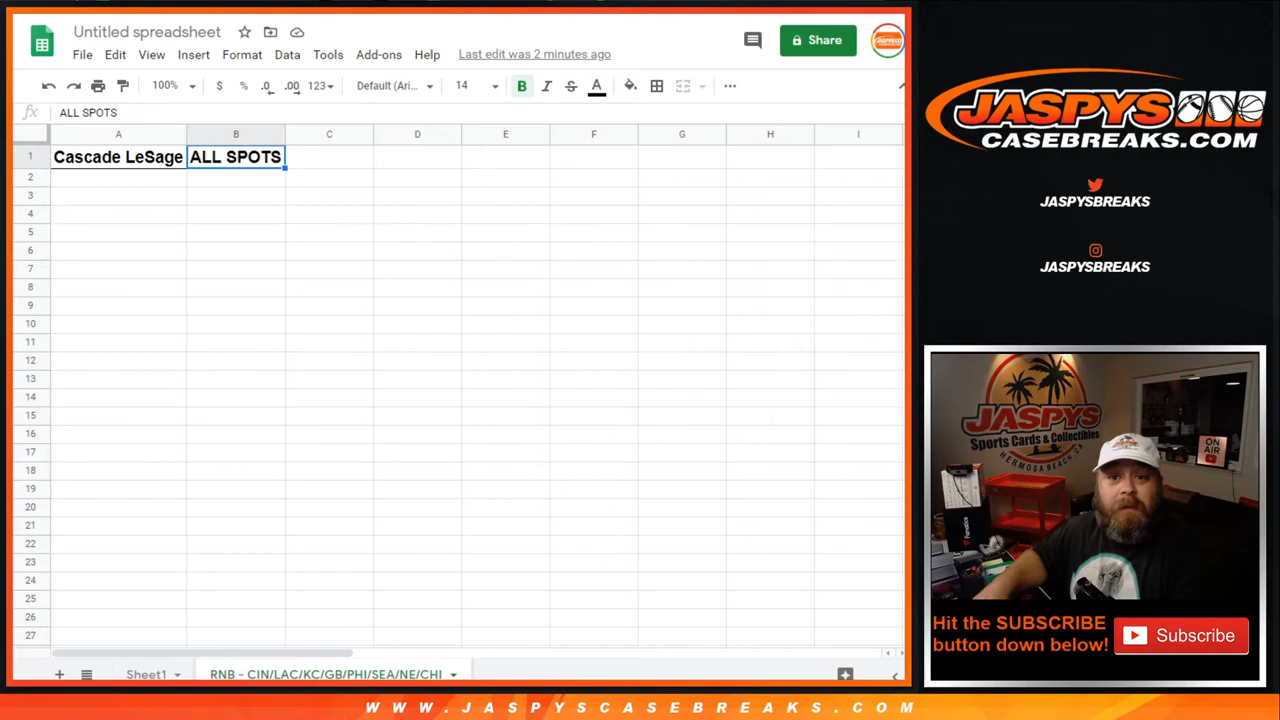 Untitled spreadsheet
File Edit View Insert Format Data Tools Add-ons Help Last edit was 2 minutes ago
Share
100% $ % .0 .00 123 Default (Ari... 14 B I S A
fx ALL SPOTS
A B C D E F G H I
1 Cascade LeSage ALL SPOTS
2
3
4
5
6
7
8
9
10
11
12
13
14
15
16
17
18
19
20
21
22
23
24
25
26
27
Sheet1 RNB - CIN/LAC/KC/GB/PHI/SEA/NE/CHI
JASPYS
CASEBREAKS.COM
JASPYSBREAKS
JASPYSBREAKS
JASPYS
Sports Cards & Collectibles
HERMOSA BEACH, CA
ON
AIR
Fanatics
Hit the SUBSCRIBE
button down below!
Subscribe
WWW.JASPYSCASEBREAKS.COM